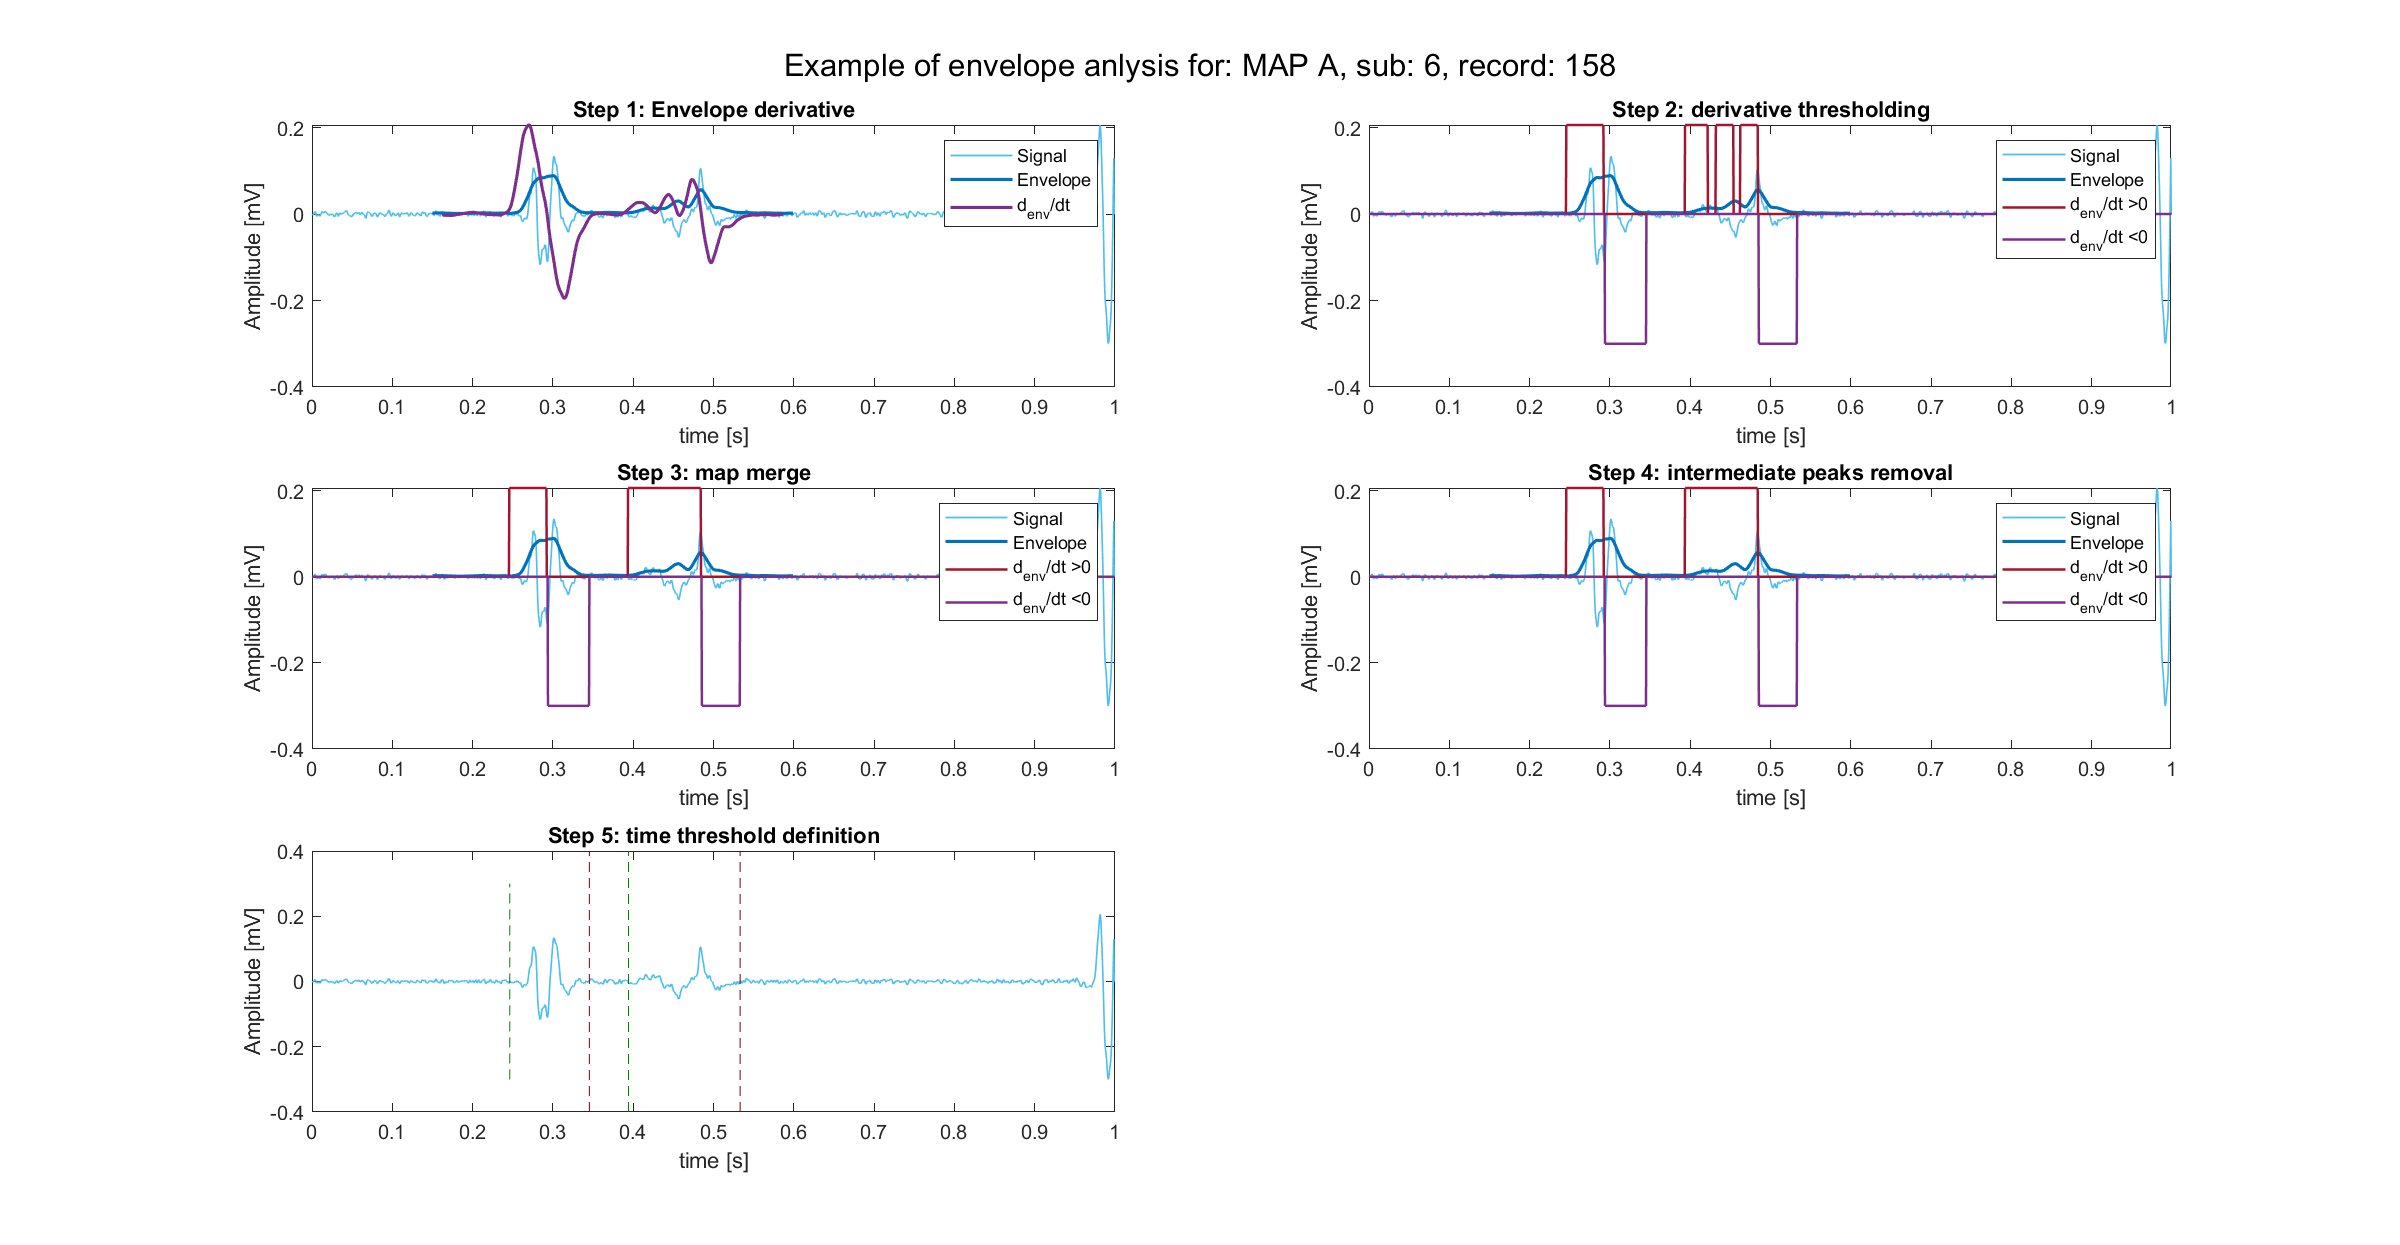 Example of envelope anlysis for: MAP A, sub: 6, record: 158
Step 1: Envelope derivative
Amplitude [mV]
0.2
0
-0.2
-0.4
Signal
Envelope
d_env/dt
0 0.1 0.2 0.3 0.4 0.5 0.6 0.7 0.8 0.9 1
time [s]
Step 2: derivative thresholding
Amplitude [mV]
0.2
0
-0.2
-0.4
Signal
Envelope
d_env/dt >0
d_env/dt <0
0 0.1 0.2 0.3 0.4 0.5 0.6 0.7 0.8 0.9 1
time [s]
Step 3: map merge
Amplitude [mV]
0.2
0
-0.2
-0.4
Signal
Envelope
d_env/dt >0
d_env/dt <0
0 0.1 0.2 0.3 0.4 0.5 0.6 0.7 0.8 0.9 1
time [s]
Step 4: intermediate peaks removal
Amplitude [mV]
0.2
0
-0.2
-0.4
Signal
Envelope
d_env/dt >0
d_env/dt <0
0 0.1 0.2 0.3 0.4 0.5 0.6 0.7 0.8 0.9 1
time [s]
Step 5: time threshold definition
Amplitude [mV]
0.4
0.2
0
-0.2
-0.4
0 0.1 0.2 0.3 0.4 0.5 0.6 0.7 0.8 0.9 1
time [s]